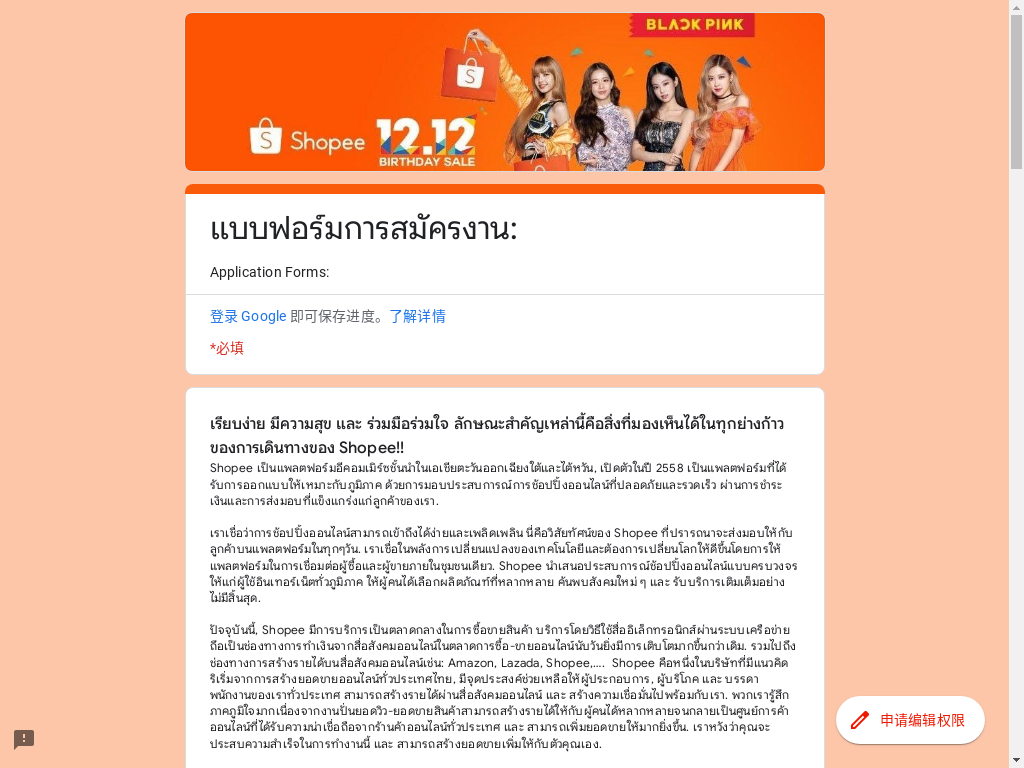 BLACKPINK
Shopee
12.12
BIRTHDAY SALE
แบบฟอร์มการสมัครงาน:
Application Forms:
登录 Google 即可保存进度。了解详情
*必填
เรียบง่าย มีความสุข และ ร่วมมือร่วมใจ ลักษณะสำคัญเหล่านี้คือสิ่งที่มองเห็นได้ในทุกย่างก้าว
ของการเดินทางของ Shopee!!
Shopee เป็นแพลตฟอร์มอีคอมเมิร์ซชั้นนำในเอเชียตะวันออกเฉียงใต้และไต้หวัน, เปิดตัวในปี 2558 เป็นแพลตฟอร์มที่ได้
รับการออกแบบให้เหมาะกับภูมิภาค ด้วยการมอบประสบการณ์การช้อปปิ้งออนไลน์ที่ปลอดภัยและรวดเร็ว ผ่านการชำระ
เงินและการส่งมอบที่แข็งแกร่งแก่ลูกค้าของเรา.
เราเชื่อว่าการช้อปปิ้งออนไลน์สามารถเข้าถึงได้ง่ายและเพลิดเพลิน นี่คือวิสัยทัศน์ของ Shopee ที่ปรารถนาจะส่งมอบให้กับ
ลูกค้าบนแพลตฟอร์มในทุกๆวัน. เราเชื่อในพลังการเปลี่ยนแปลงของเทคโนโลยีและต้องการเปลี่ยนโลกให้ดีขึ้นโดยการให้
แพลตฟอร์มในการเชื่อมต่อผู้ซื้อและผู้ขายภายในชุมชนเดียว. Shopee นำเสนอประสบการณ์ช้อปปิ้งออนไลน์แบบครบวงจร
ให้แก่ผู้ใช้อินเทอร์เน็ตทั่วภูมิภาค ให้ผู้คนได้เลือกผลิตภัณฑ์ที่หลากหลาย ค้นพบสังคมใหม่ ๆ และ รับบริการเติมเต็มอย่าง
ไม่มีสิ้นสุด.
ปัจจุบันนี้, Shopee มีการบริการเป็นตลาดกลางในการซื้อขายสินค้า บริการโดยวิธีใช้สื่ออิเล็กทรอนิกส์ผ่านระบบเครือข่าย
ถือเป็นช่องทางการทำเงินจากสื่อสังคมออนไลน์ในตลาดการซื้อ-ขายออนไลน์นับวันยิ่งมีการเติบโตมากขึ้นกว่าเดิม. รวมไปถึง
ช่องทางการสร้างรายได้บนสื่อสังคมออนไลน์เช่น: Amazon, Lazada, Shopee,.... Shopee คือหนึ่งในบริษัทที่มีแนวคิด
ริเริ่มจากการสร้างยอดขายออนไลน์ทั่วประเทศไทย, มีจุดประสงค์ช่วยเหลือให้ผู้ประกอบการ, ผู้บริโภค และ บรรดา
พนักงานของเราทั่วประเทศ สามารถสร้างรายได้ผ่านสื่อสังคมออนไลน์ และ สร้างความเชื่อมั่นไปพร้อมกับเรา. พวกเรารู้สึก
ภาคภูมิใจมากเนื่องจากงานปั่นยอดวิว-ยอดขายสินค้าสามารถสร้างรายได้ให้กับผู้คนได้หลากหลายจนกลายเป็นศูนย์การค้า
ออนไลน์ที่ได้รับความน่าเชื่อถือจากร้านค้าออนไลน์ทั่วประเทศ และ สามารถเพิ่มยอดขายให้มากยิ่งขึ้น. เราหวังว่าคุณจะ
ประสบความสำเร็จในการทำงานนี้ และ สามารถสร้างยอดขายเพิ่มให้กับตัวคุณเอง.
申请编辑权限